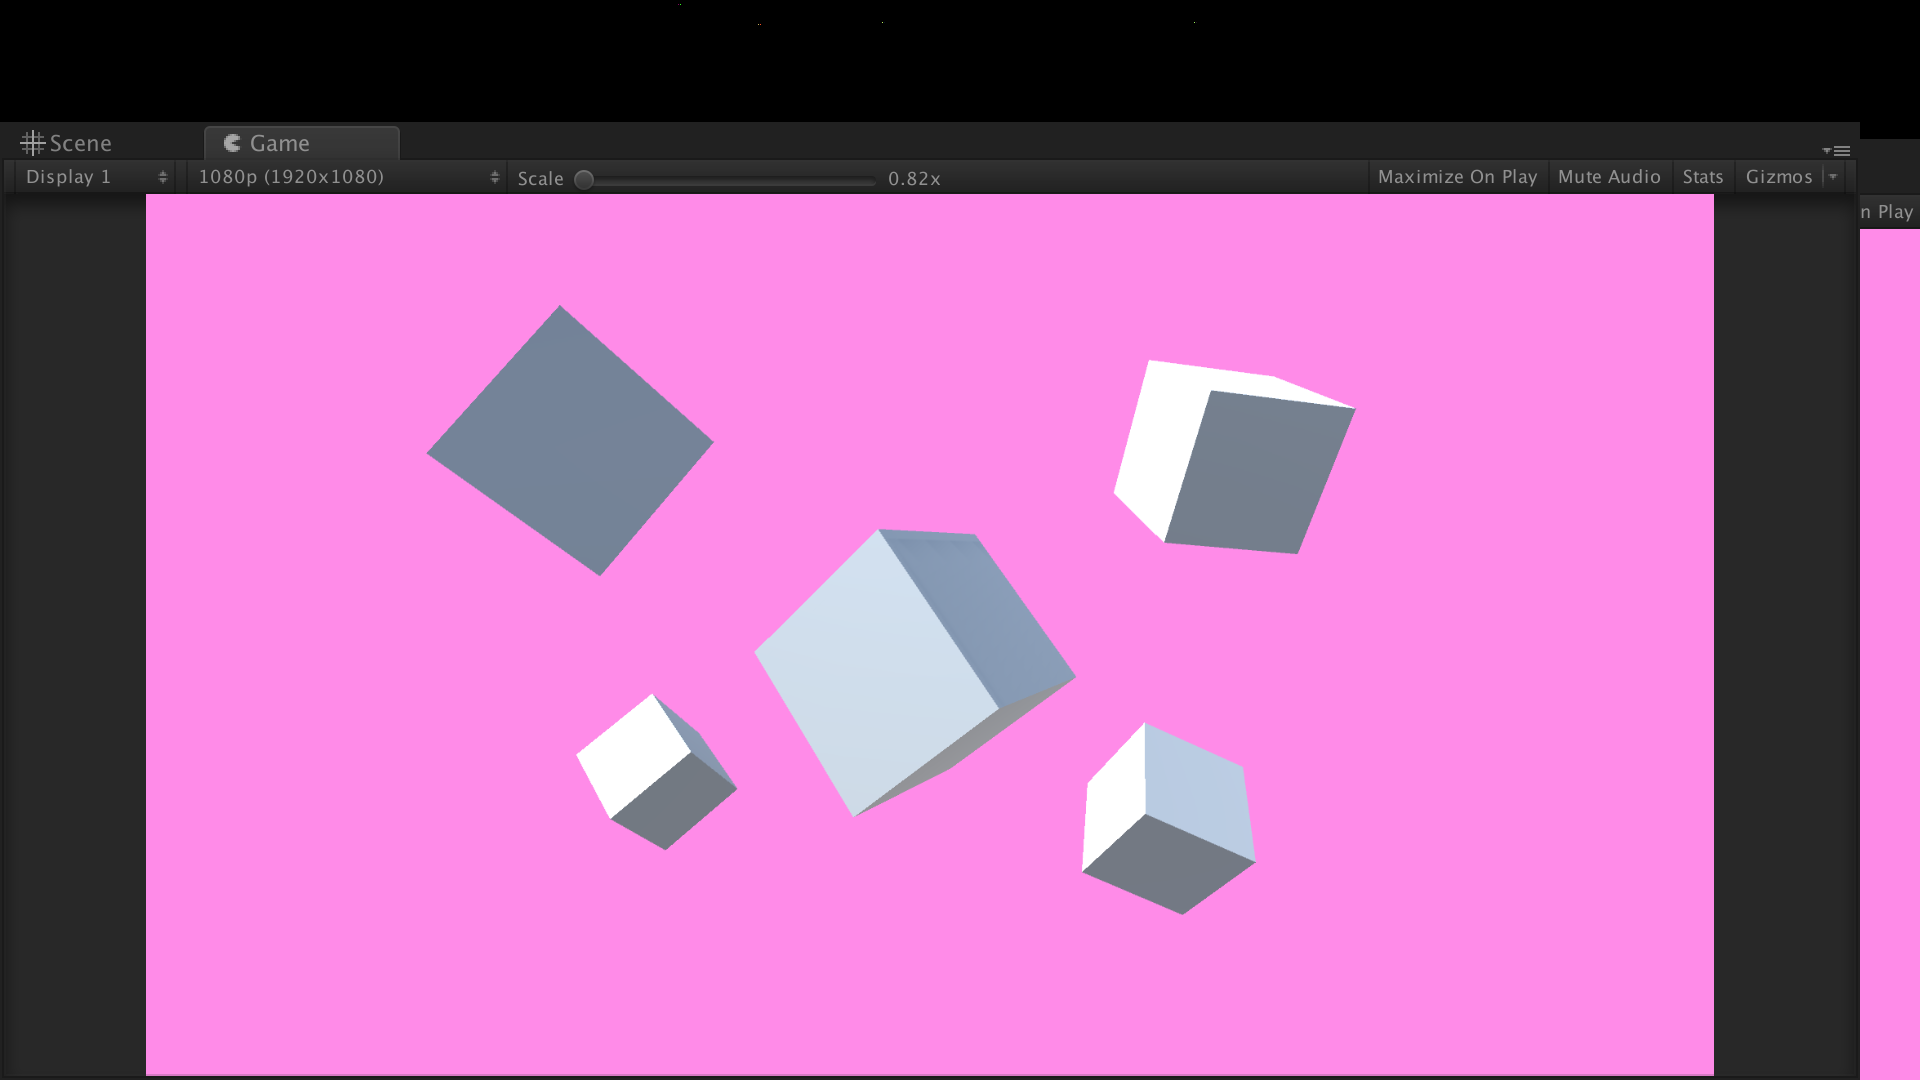 Scene
Game
Display 1
1080p (1920x1080)
Scale
0.82x
Maximize On Play
Mute Audio
Stats
Gizmos
n Play